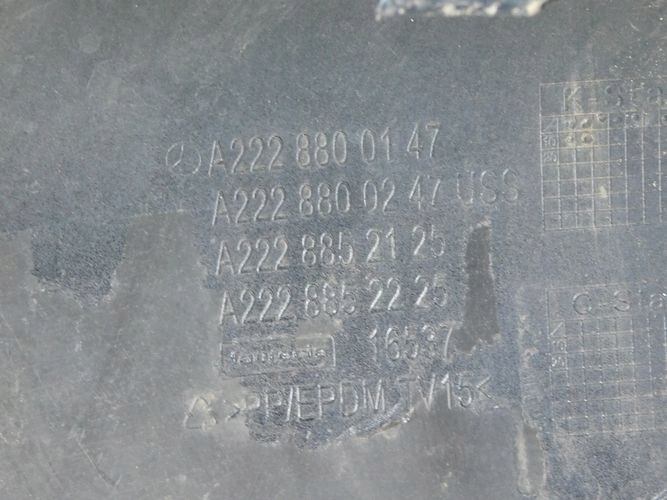 A222 880 01 47
A222 880 02 47 USS
A222 885 21 25
A222 885 22 25
16537
>PP/EPDM TV15<
K-Sta